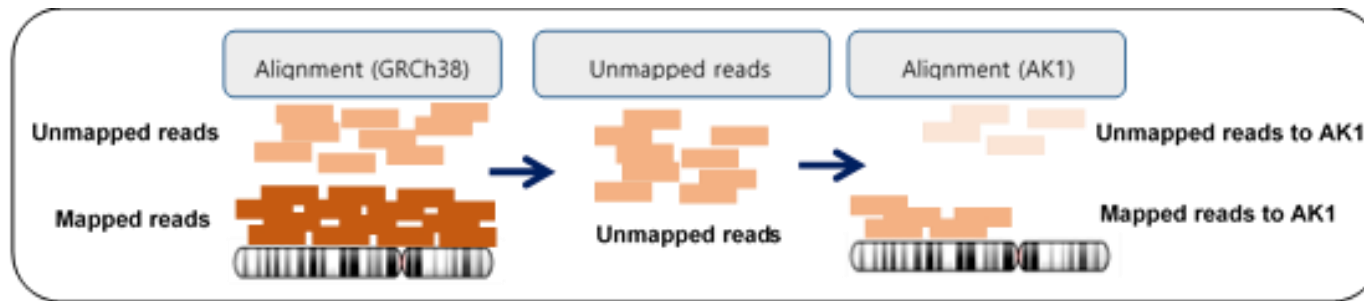 Alignment (GRCh38)
Unmapped reads
Alignment (AK1)
Unmapped reads
Unmapped reads to AK1
Mapped reads
Unmapped reads
Mapped reads to AK1